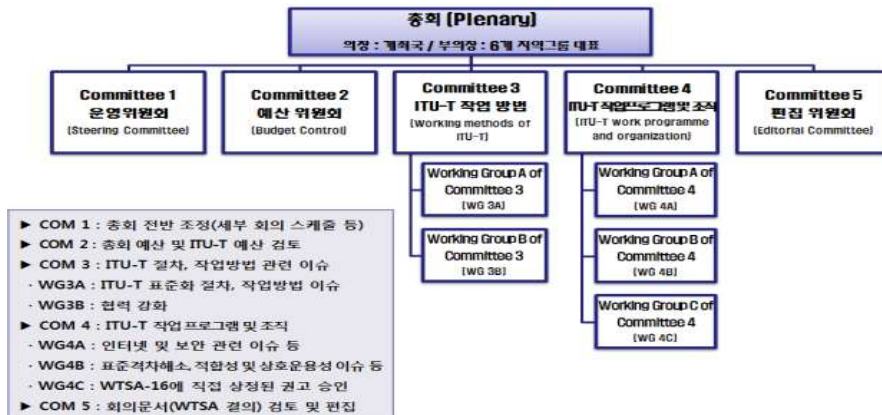 총회 (Plenary)
의장 : 개최국 / 부의장 : 6개 지역그룹 대표
Committee 1
운영위원회
(Steering Committee)
Committee 2
예산 위원회
(Budget Control)
Committee 3
ITU-T 작업 방법
(Working methods of
ITU-T)
Committee 4
ITU-T 작업프로그램 및 조직
(ITU-T work programme
and organization)
Committee 5
편집 위원회
(Editorial Committee)
Working Group A of
Committee 3
(WG 3A)
Working Group B of
Committee 3
(WG 3B)
Working Group A of
Committee 4
(WG 4A)
Working Group B of
Committee 4
(WG 4B)
Working Group C of
Committee 4
(WG 4C)
► COM 1 : 총회 전반 조정(세부 회의 스케줄 등)
► COM 2 : 총회 예산 및 ITU-T 예산 검토
► COM 3 : ITU-T 절차, 작업방법 관련 이슈
· WG3A : ITU-T 표준화 절차, 작업방법 이슈
· WG3B : 협력 강화
► COM 4 : ITU-T 작업 프로그램 및 조직
· WG4A : 인터넷 및 보안 관련 이슈 등
· WG4B : 표준격차해소, 적합성 및 상호운용성 이슈 등
· WG4C : WTSA-16에 직접 상정된 권고 승인
► COM 5 : 회의문서(WTSA 결의) 검토 및 편집